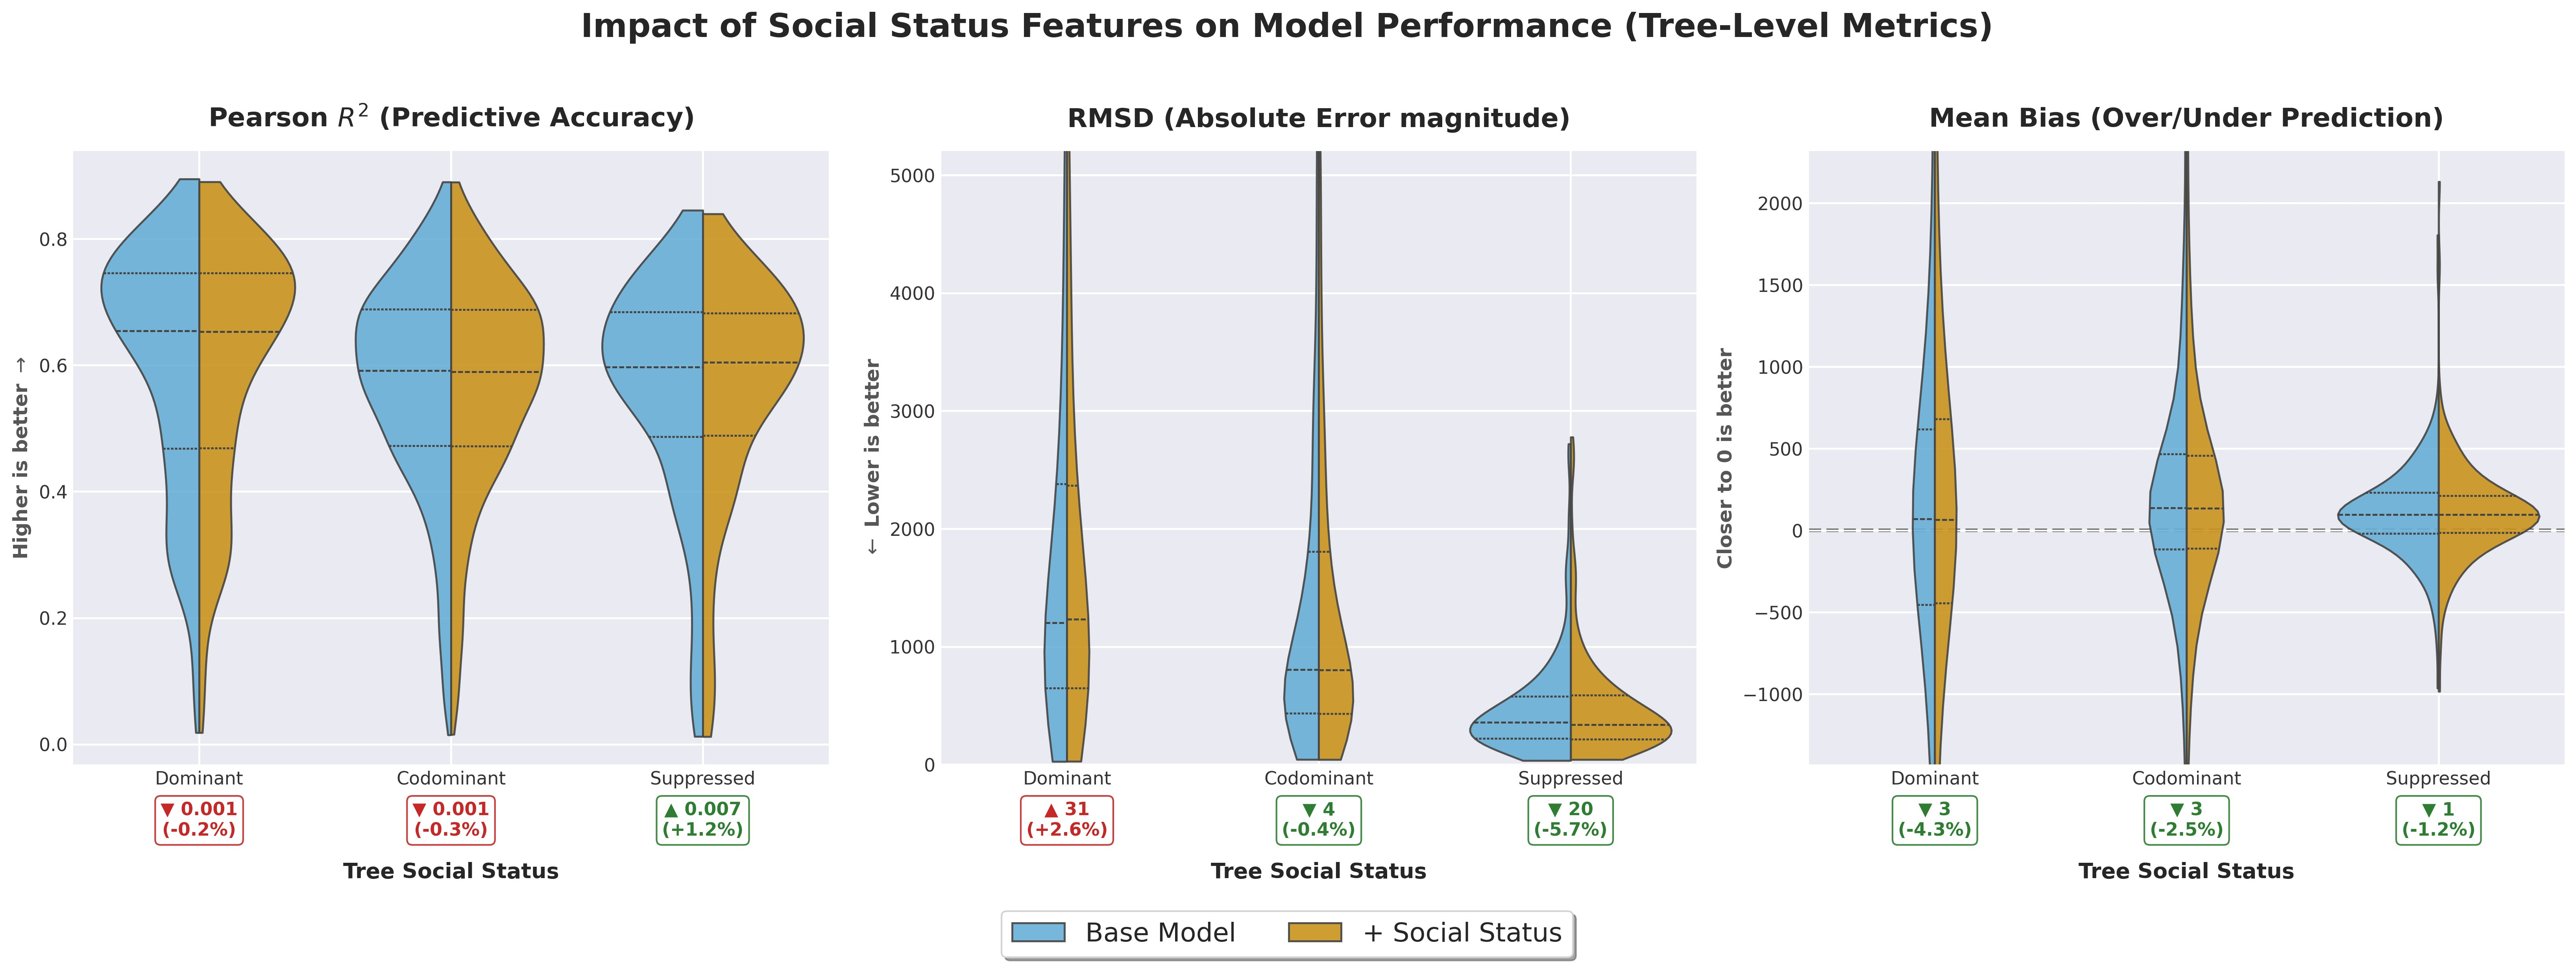 Impact of Social Status Features on Model Performance (Tree-Level Metrics)
Pearson R² (Predictive Accuracy)
Higher is better →
0.8
0.6
0.4
0.2
0.0
Dominant
Codominant
Suppressed
▼ 0.001
(-0.2%)
▼ 0.001
(-0.3%)
▲ 0.007
(+1.2%)
Tree Social Status
RMSD (Absolute Error magnitude)
← Lower is better
5000
4000
3000
2000
1000
0
Dominant
Codominant
Suppressed
▲ 31
(+2.6%)
▼ 4
(-0.4%)
▼ 20
(-5.7%)
Tree Social Status
Mean Bias (Over/Under Prediction)
Closer to 0 is better
2000
1500
1000
500
0
−500
−1000
Dominant
Codominant
Suppressed
▼ 3
(-4.3%)
▼ 3
(-2.5%)
▼ 1
(-1.2%)
Tree Social Status
Base Model
+ Social Status